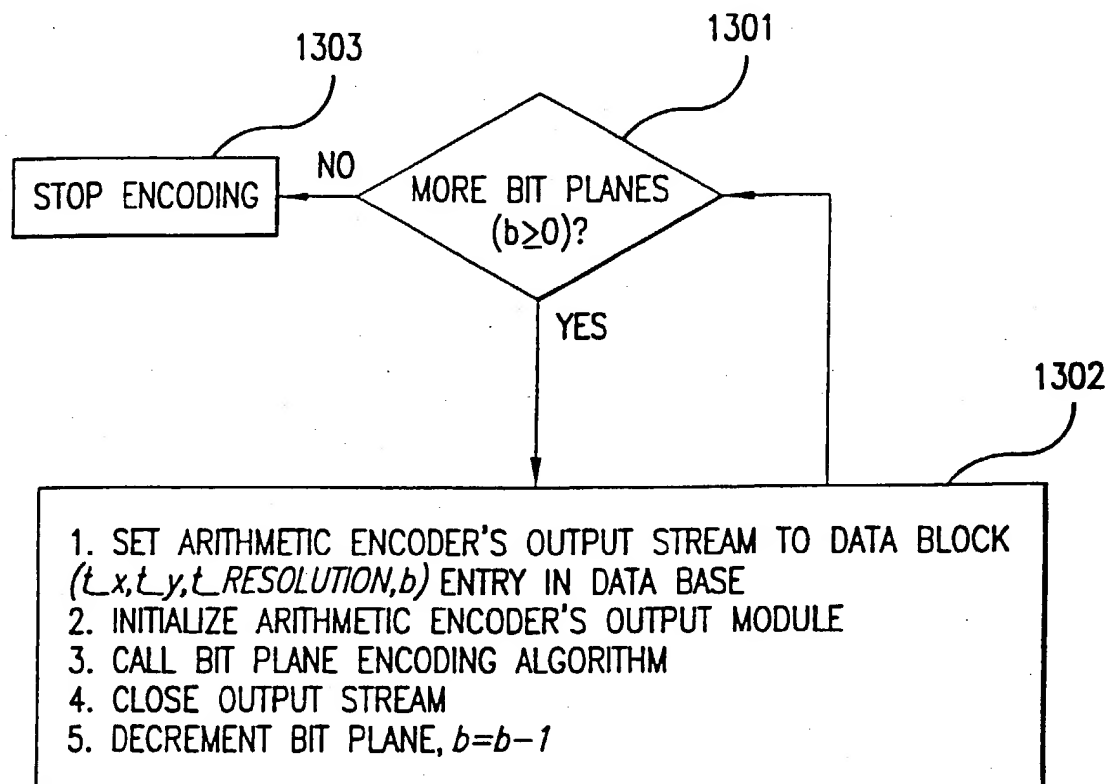 1303
1301
NO
STOP ENCODING
MORE BIT PLANES
(b≥0)?
YES
1302
1. SET ARITHMETIC ENCODER'S OUTPUT STREAM TO DATA BLOCK
(t_x,t_y,t_RESOLUTION,b) ENTRY IN DATA BASE
2. INITIALIZE ARITHMETIC ENCODER'S OUTPUT MODULE
3. CALL BIT PLANE ENCODING ALGORITHM
4. CLOSE OUTPUT STREAM
5. DECREMENT BIT PLANE, b=b-1